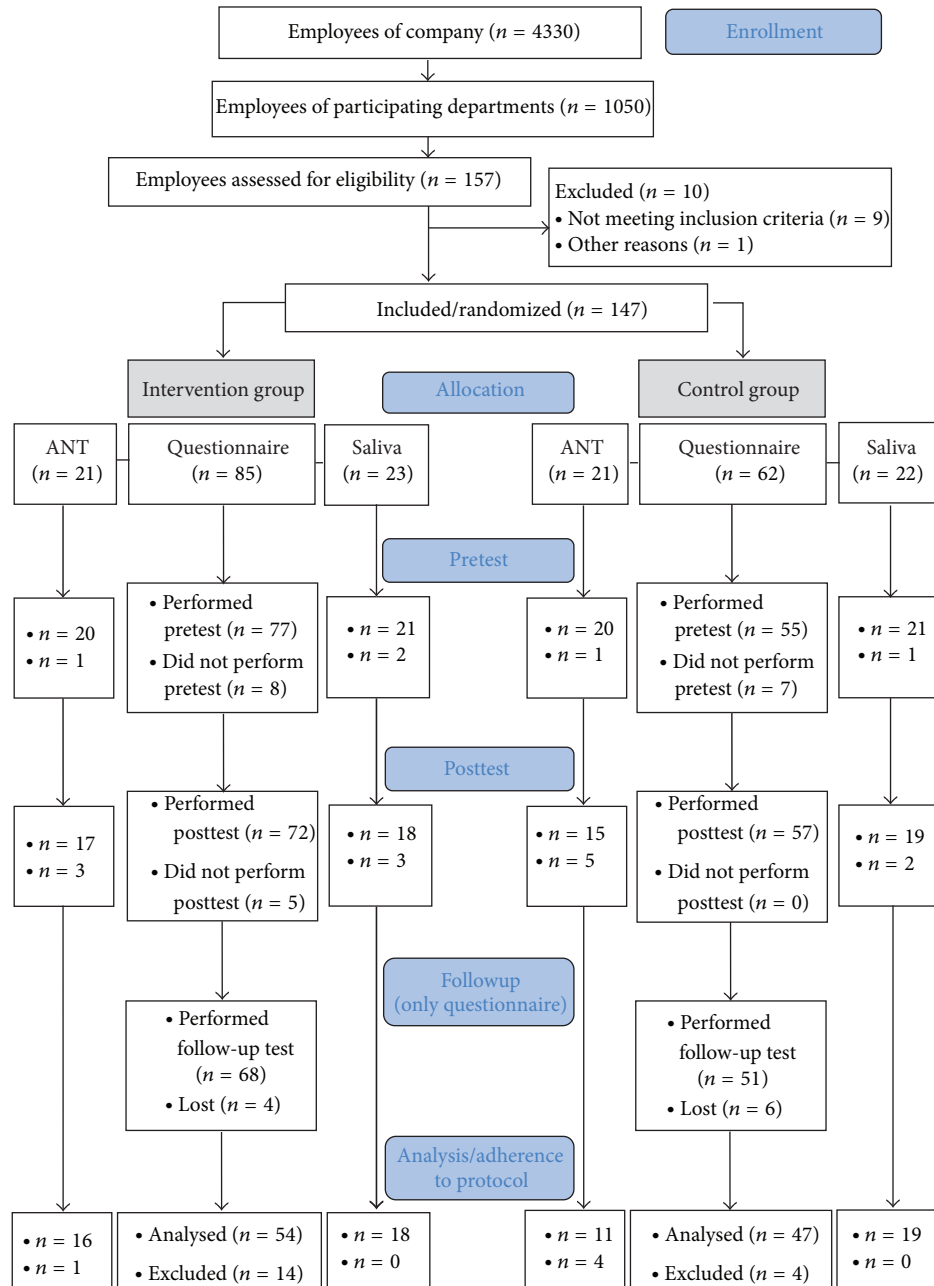 Employees of company (n = 4330)
Enrollment
Employees of participating departments (n = 1050)
Employees assessed for eligibility (n = 157)
Excluded (n = 10)
• Not meeting inclusion criteria (n = 9)
• Other reasons (n = 1)
Included/randomized (n = 147)
Intervention group
Allocation
Control group
ANT
(n = 21)
Questionnaire
(n = 85)
Saliva
(n = 23)
ANT
(n = 21)
Questionnaire
(n = 62)
Saliva
(n = 22)
Pretest
• n = 20
• n = 1
• Performed
pretest (n = 77)
• Did not perform
pretest (n = 8)
• n = 21
• n = 2
• n = 20
• n = 1
• Performed
pretest (n = 55)
• Did not perform
pretest (n = 7)
• n = 21
• n = 1
Posttest
• n = 17
• n = 3
• Performed
posttest (n = 72)
• Did not perform
posttest (n = 5)
• n = 18
• n = 3
• n = 15
• n = 5
• Performed
posttest (n = 57)
• Did not perform
posttest (n = 0)
• n = 19
• n = 2
Followup
(only questionnaire)
• Performed
follow-up test
(n = 68)
• Lost (n = 4)
• Performed
follow-up test
(n = 51)
• Lost (n = 6)
Analysis/adherence
to protocol
• n = 16
• n = 1
• Analysed (n = 54)
• Excluded (n = 14)
• n = 18
• n = 0
• n = 11
• n = 4
• Analysed (n = 47)
• Excluded (n = 4)
• n = 19
• n = 0